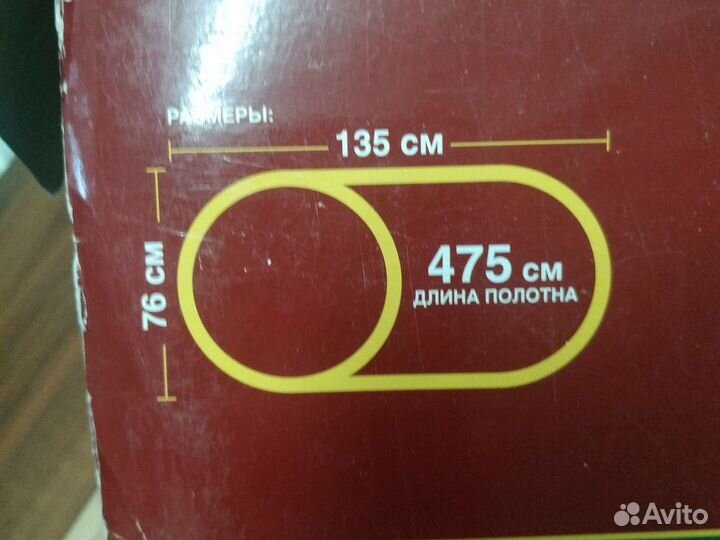 РАЗМЕРЫ:
135 см
76 см
475 см
ДЛИНА ПОЛОТНА
Avito